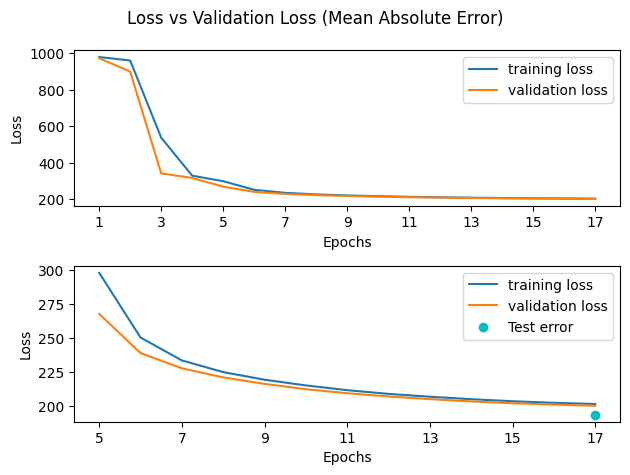 Loss vs Validation Loss (Mean Absolute Error)
1000
800
600
400
200
Loss
training loss
validation loss
1 3 5 7 9 11 13 15 17
Epochs
300
275
250
225
200
Loss
training loss
validation loss
Test error
5 7 9 11 13 15 17
Epochs